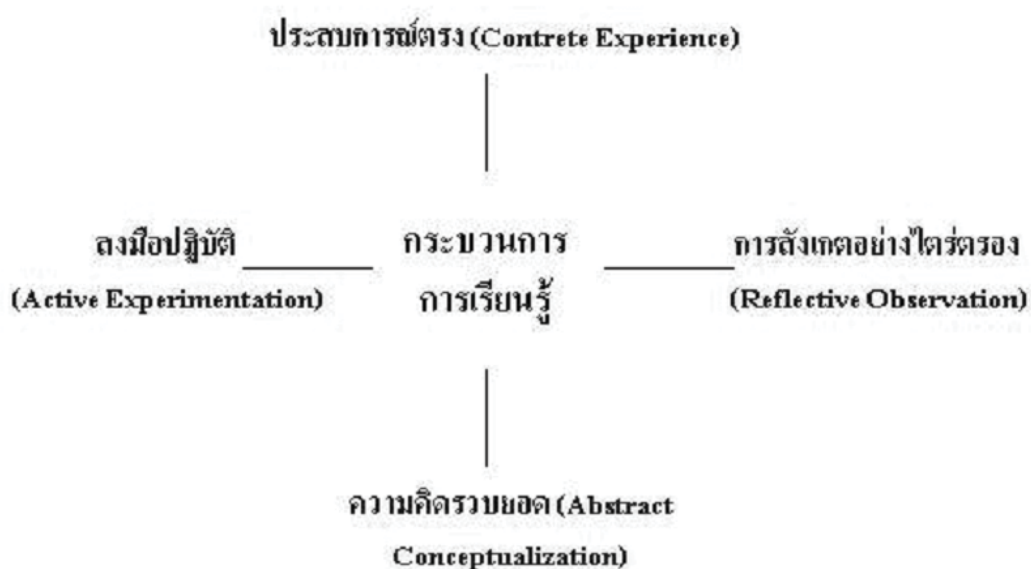 ประสบการณ์ตรง (Contrete Experience)
ลงมือปฏิบัติ
(Active Experimentation)
กระบวนการ
การเรียนรู้
การสังเกตอย่างไตร่ตรอง
(Reflective Observation)
ความคิดรวบยอด (Abstract
Conceptualization)